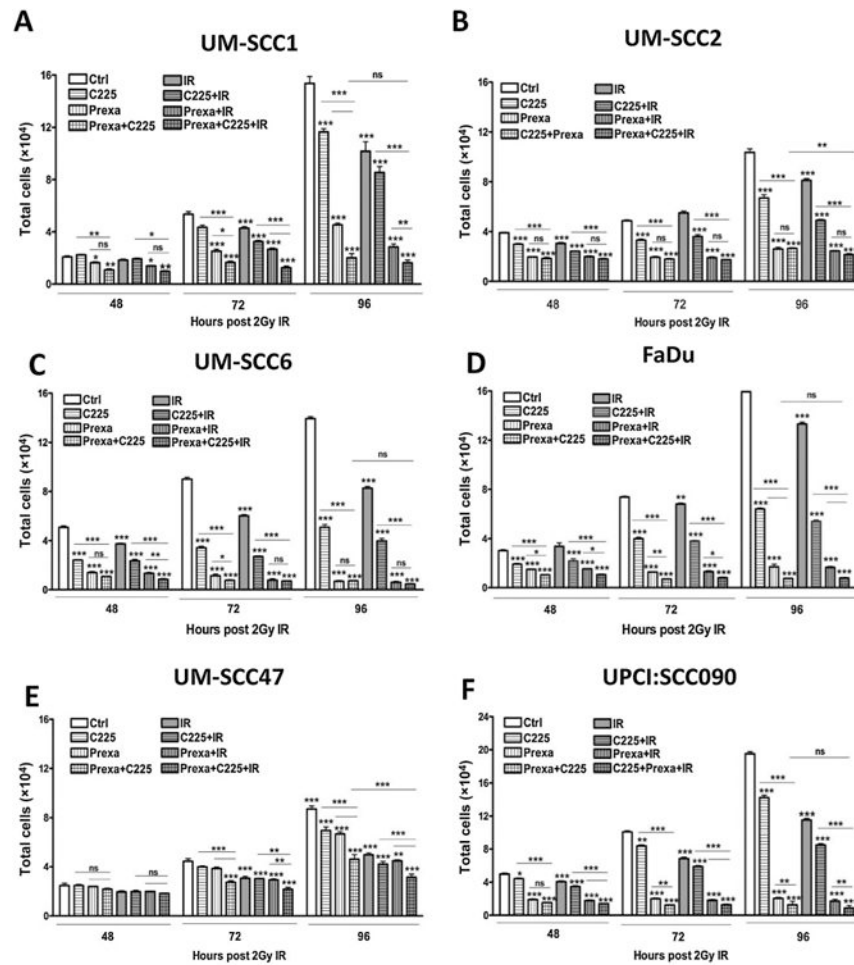 A
UM-SCC1
Total cells (×10⁴)
16
12
8
4
0
Ctrl
C225
Prexa
Prexa+C225
IR
C225+IR
Prexa+IR
Prexa+C225+IR
ns
48
72
96
Hours post 2Gy IR
B
UM-SCC2
Total cells (×10⁴)
16
12
8
4
0
Ctrl
C225
Prexa
C225+Prexa
IR
C225+IR
Prexa+IR
Prexa+C225+IR
**
48
72
96
Hours post 2Gy IR
C
UM-SCC6
Total cells (×10⁴)
16
12
8
4
0
Ctrl
C225
Prexa
Prexa+C225
IR
C225+IR
Prexa+IR
Prexa+C225+IR
ns
48
72
96
Hours post 2Gy IR
D
FaDu
Total cells (×10⁴)
16
12
8
4
0
Ctrl
C225
Prexa
Prexa+C225
IR
C225+IR
Prexa+IR
Prexa+C225+IR
ns
48
72
96
Hours post 2Gy IR
E
UM-SCC47
Total cells (×10⁴)
16
12
8
4
0
Ctrl
C225
Prexa
Prexa+C225
IR
C225+IR
Prexa+IR
Prexa+C225+IR
***
48
72
96
Hours post 2Gy IR
F
UPCI:SCC090
Total cells (×10⁴)
24
20
16
12
8
4
0
Ctrl
C225
Prexa
Prexa+C225
IR
C225+IR
Prexa+IR
C225+Prexa+IR
ns
48
72
96
Hours post 2Gy IR